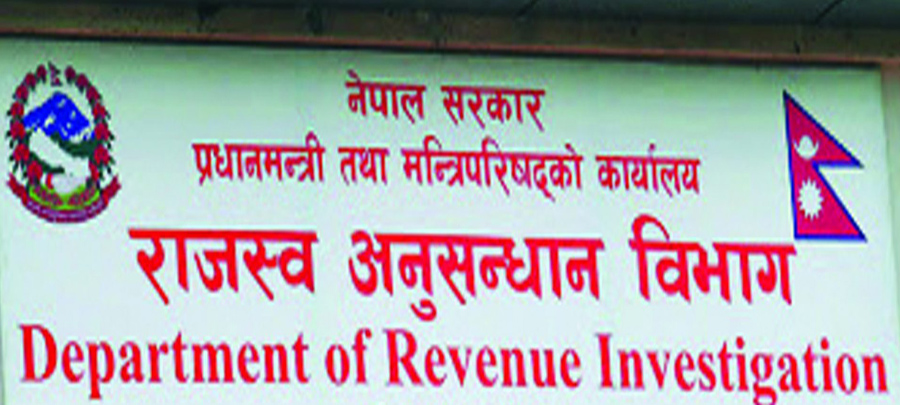 नेपाल सरकार
प्रधानमन्त्री तथा मन्त्रिपरिषद्को कार्यालय
राजस्व अनुसन्धान विभाग
Department of Revenue Investigation